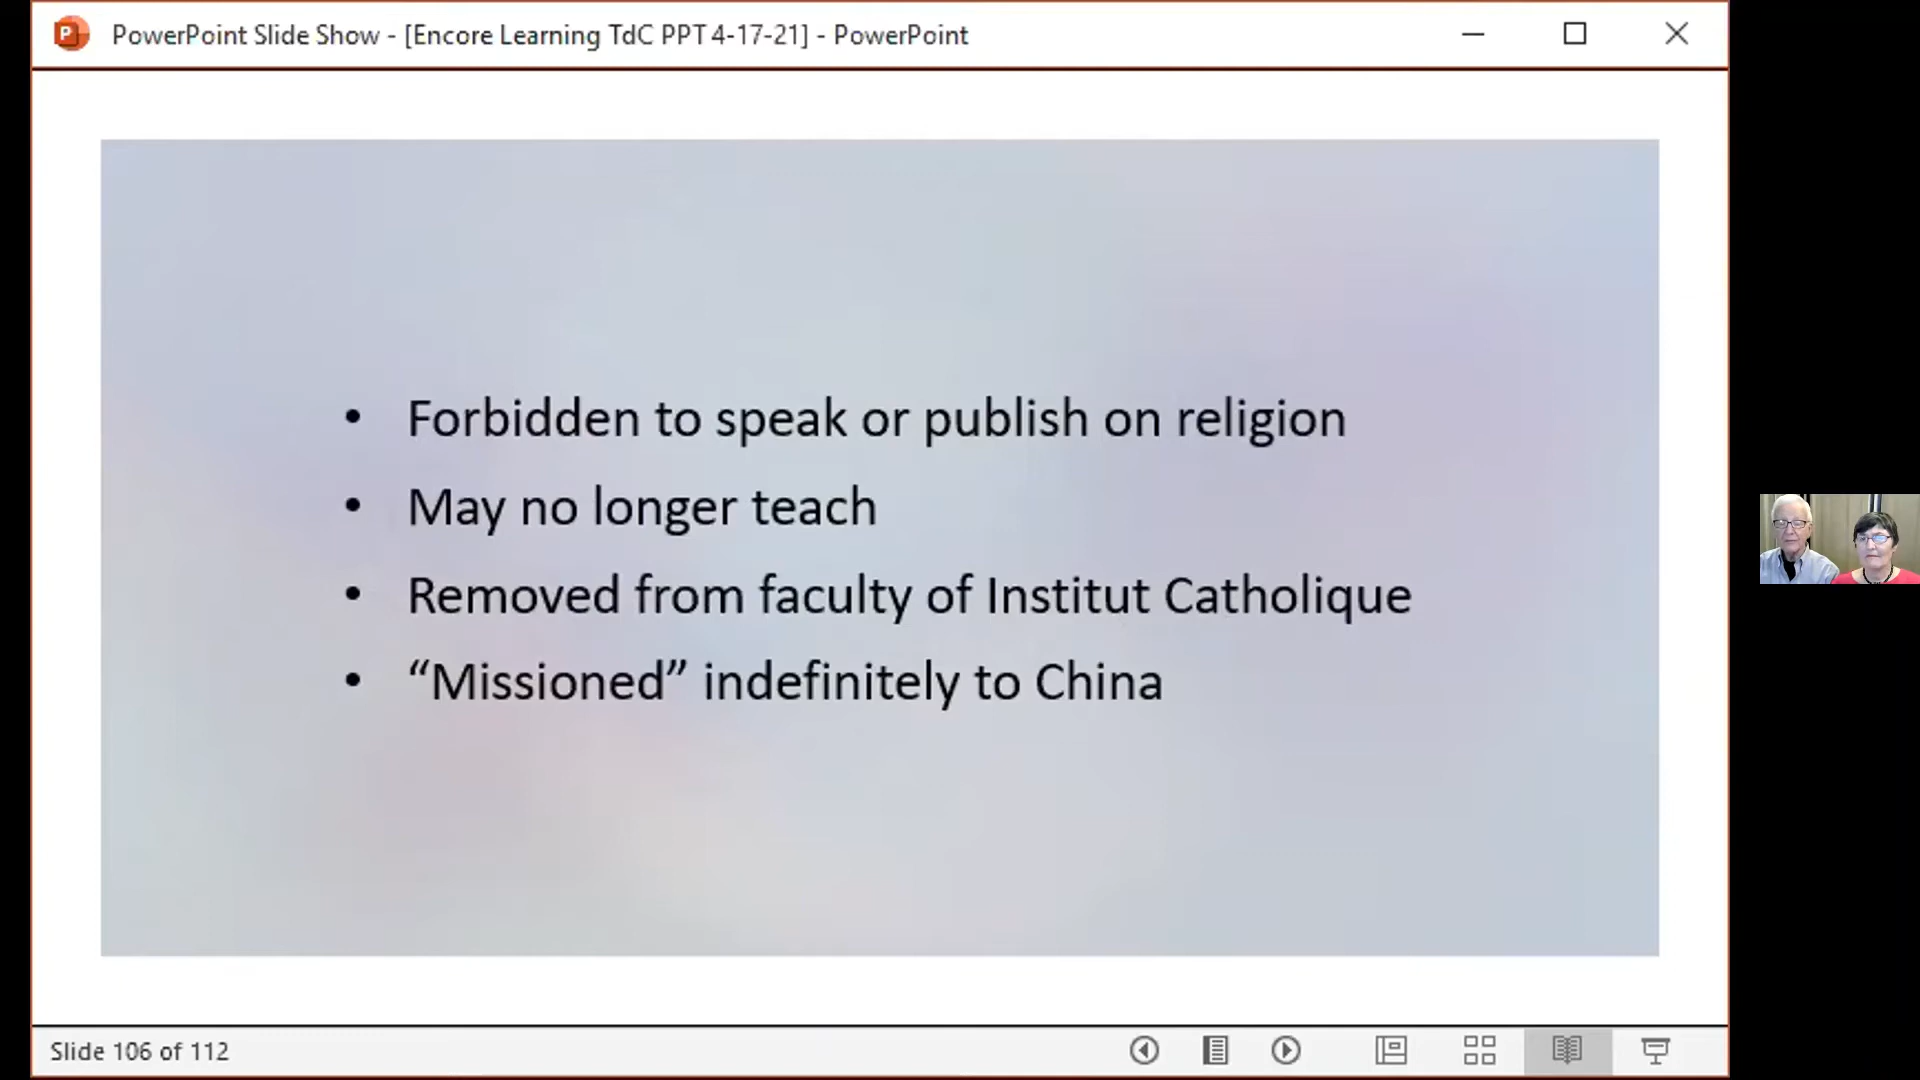 PowerPoint Slide Show - [Encore Learning TdC PPT 4-17-21] - PowerPoint
• Forbidden to speak or publish on religion
• May no longer teach
• Removed from faculty of Institut Catholique
• “Missioned” indefinitely to China
Slide 106 of 112